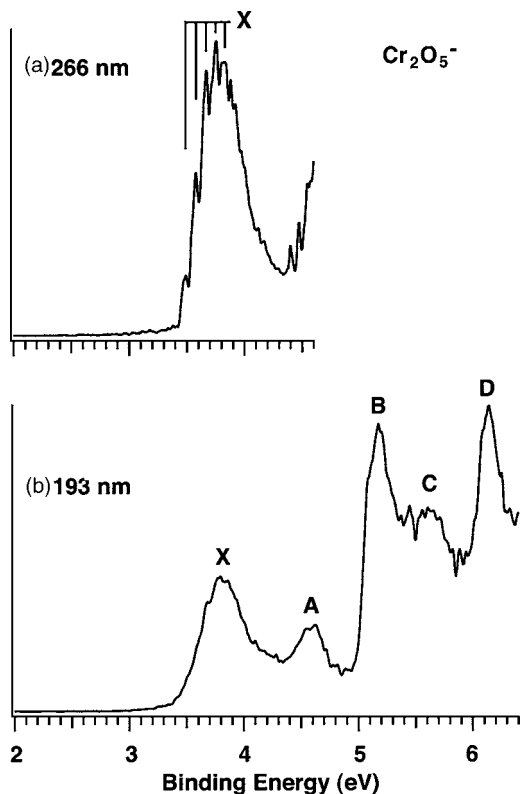 X
(a) 266 nm
Cr₂O₅⁻
B
D
(b) 193 nm
C
X
A
2 3 4 5 6
Binding Energy (eV)